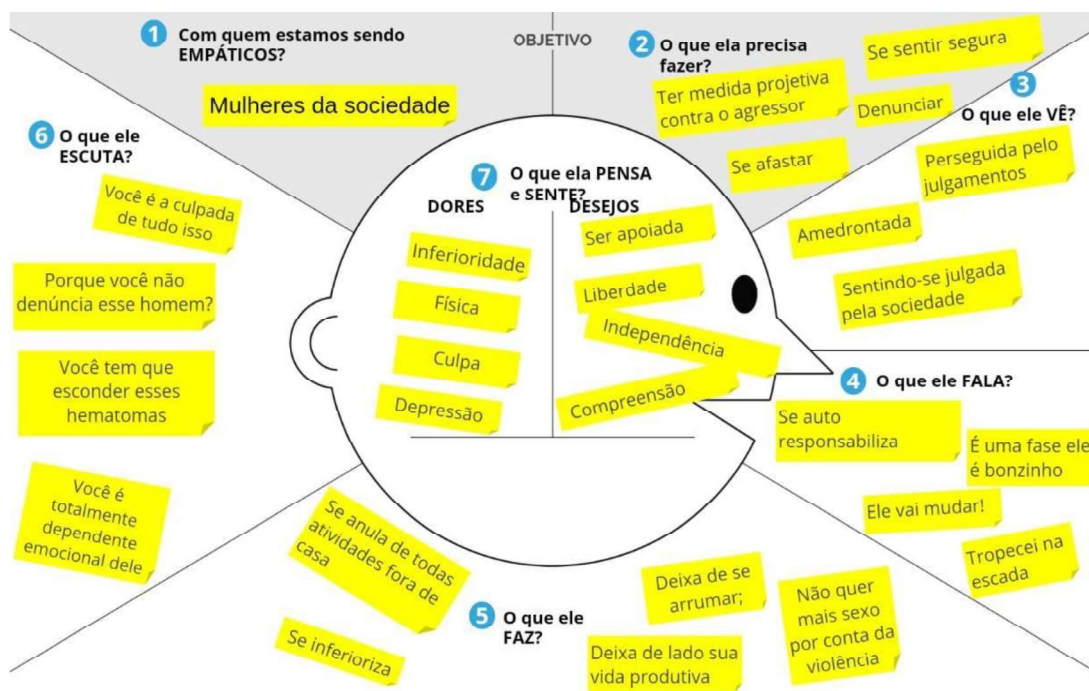 1 Com quem estamos sendo
EMPÁTICOS?
Mulheres da sociedade
OBJETIVO
2 O que ela precisa
fazer?
Se sentir segura
Ter medida projetiva
contra o agressor
Denunciar
Se afastar
3
O que ele VÊ?
Perseguida pelo
julgamentos
Amedrontada
Sentindo-se julgada
pela sociedade
4 O que ele FALA?
Se auto
responsabiliza
É uma fase ele
é bonzinho
Ele vai mudar!
Tropecei na
escada
5 O que ele
FAZ?
Se anula de todas
atividades fora de
casa
Se inferioriza
Deixa de se
arrumar;
Deixa de lado sua
vida produtiva
Não quer
mais sexo
por conta da
violência
6 O que ele
ESCUTA?
Você é a culpada
de tudo isso
Porque você não
denúncia esse homem?
Você tem que
esconder esses
hematomas
Você é
totalmente
dependente
emocional dele
7 O que ela PENSA
e SENTE?
DORES
Inferioridade
Física
Culpa
Depressão
DESEJOS
Ser apoiada
Liberdade
Independência
Compreensão